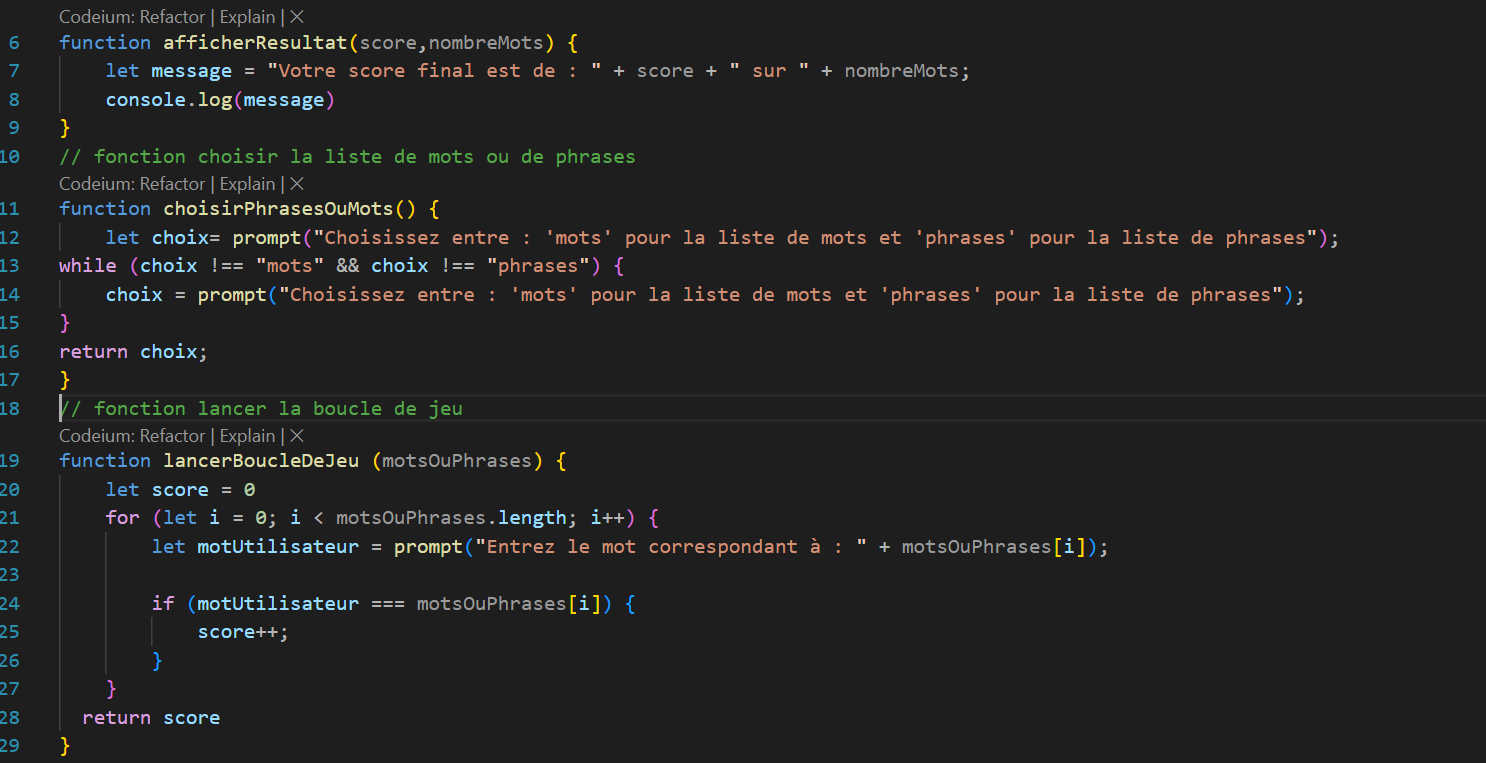 Codeium: Refactor | Explain | ×
6 function afficherResultat(score,nombreMots) {
7     let message = "Votre score final est de : " + score + " sur " + nombreMots;
8     console.log(message)
9 }
10 // fonction choisir la liste de mots ou de phrases
Codeium: Refactor | Explain | ×
11 function choisirPhrasesOuMots() {
12     let choix= prompt("Choisissez entre : 'mots' pour la liste de mots et 'phrases' pour la liste de phrases");
13 while (choix !== "mots" && choix !== "phrases") {
14     choix = prompt("Choisissez entre : 'mots' pour la liste de mots et 'phrases' pour la liste de phrases");
15 }
16 return choix;
17 }
18 // fonction lancer la boucle de jeu
Codeium: Refactor | Explain | ×
19 function lancerBoucleDeJeu (motsOuPhrases) {
20     let score = 0
21     for (let i = 0; i < motsOuPhrases.length; i++) {
22         let motUtilisateur = prompt("Entrez le mot correspondant à : " + motsOuPhrases[i]);
23
24         if (motUtilisateur === motsOuPhrases[i]) {
25             score++;
26         }
27     }
28   return score
29 }